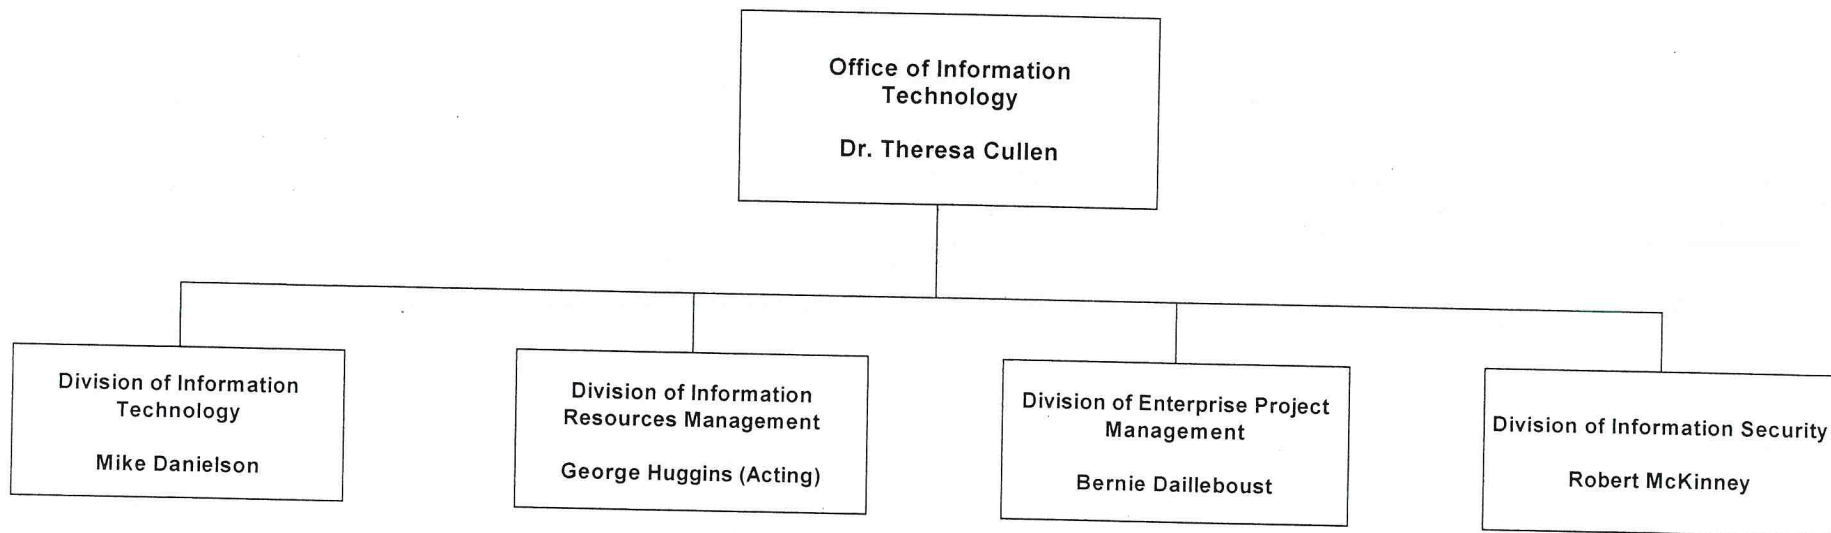 Office of Information
Technology
Dr. Theresa Cullen
Division of Information
Technology
Mike Danielson
Division of Information
Resources Management
George Huggins (Acting)
Division of Enterprise Project
Management
Bernie Dailleboust
Division of Information Security
Robert McKinney